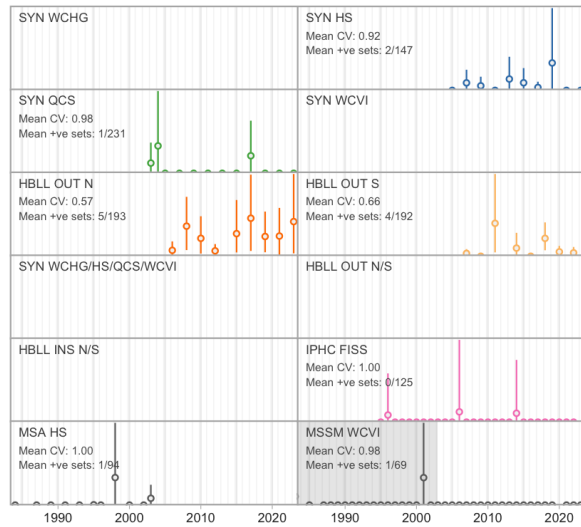 SYN WCHG
SYN HS
Mean CV: 0.92
Mean +ve sets: 2/147
SYN QCS
Mean CV: 0.98
Mean +ve sets: 1/231
SYN WCVI
HBLL OUT N
Mean CV: 0.57
Mean +ve sets: 5/193
HBLL OUT S
Mean CV: 0.66
Mean +ve sets: 4/192
SYN WCHG/HS/QCS/WCVI
HBLL OUT N/S
HBLL INS N/S
IPHC FISS
Mean CV: 1.00
Mean +ve sets: 0/125
MSA HS
Mean CV: 1.00
Mean +ve sets: 1/94
MSSM WCVI
Mean CV: 0.98
Mean +ve sets: 1/69
1990 2000 2010 2020 1990 2000 2010 2020